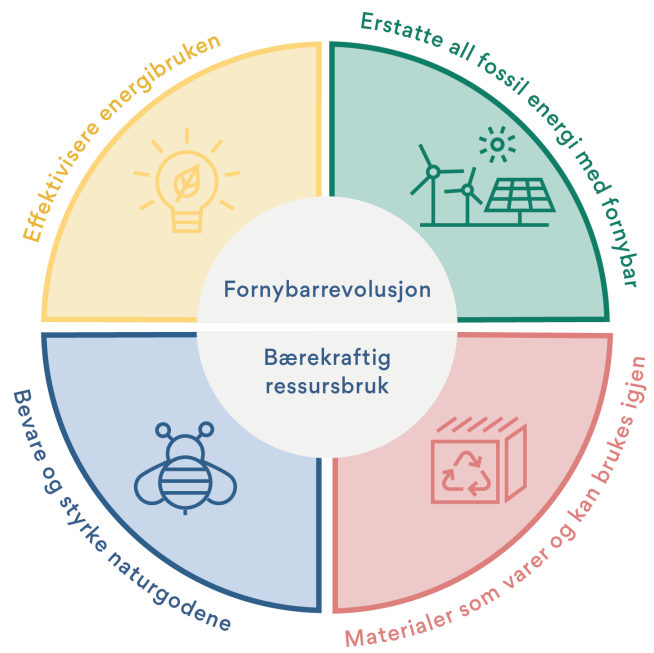 Effektivisere energibruken
Erstatte all fossil energi med fornybar
Fornybarrevolusjon
Bærekraftig
ressursbruk
Bevare og styrke naturgodene
Materialer som varer og kan brukes igjen